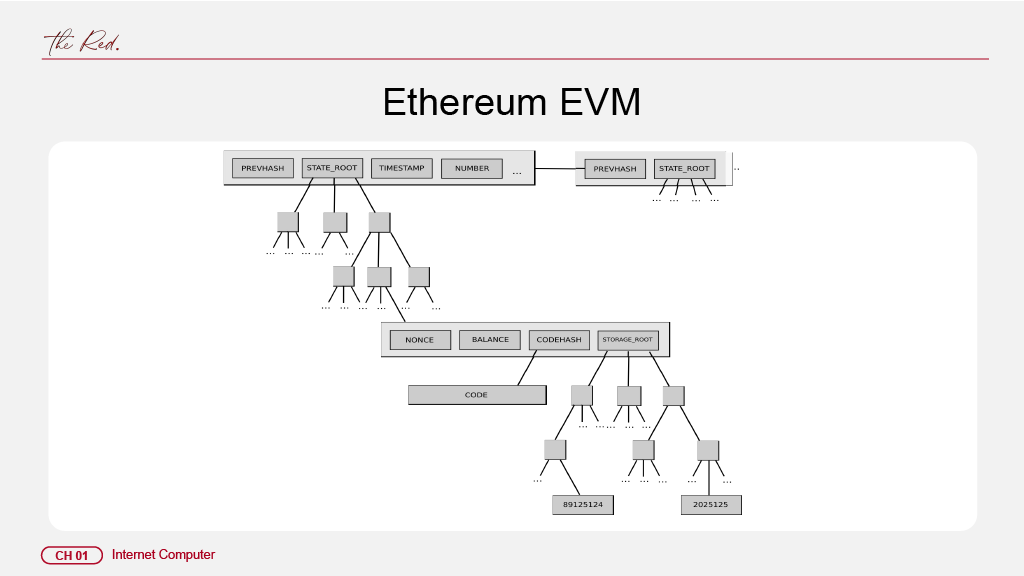 the Red.
Ethereum EVM
PREVHASH STATE_ROOT TIMESTAMP NUMBER ... PREVHASH STATE_ROOT ..
... ... ... ...
... ... ... ... ...
... ... ... ... ... ...
NONCE BALANCE CODEHASH STORAGE_ROOT
CODE
... ... ... ... ...
... ... ... ... ... ...
89125124 2025125
CH 01 Internet Computer